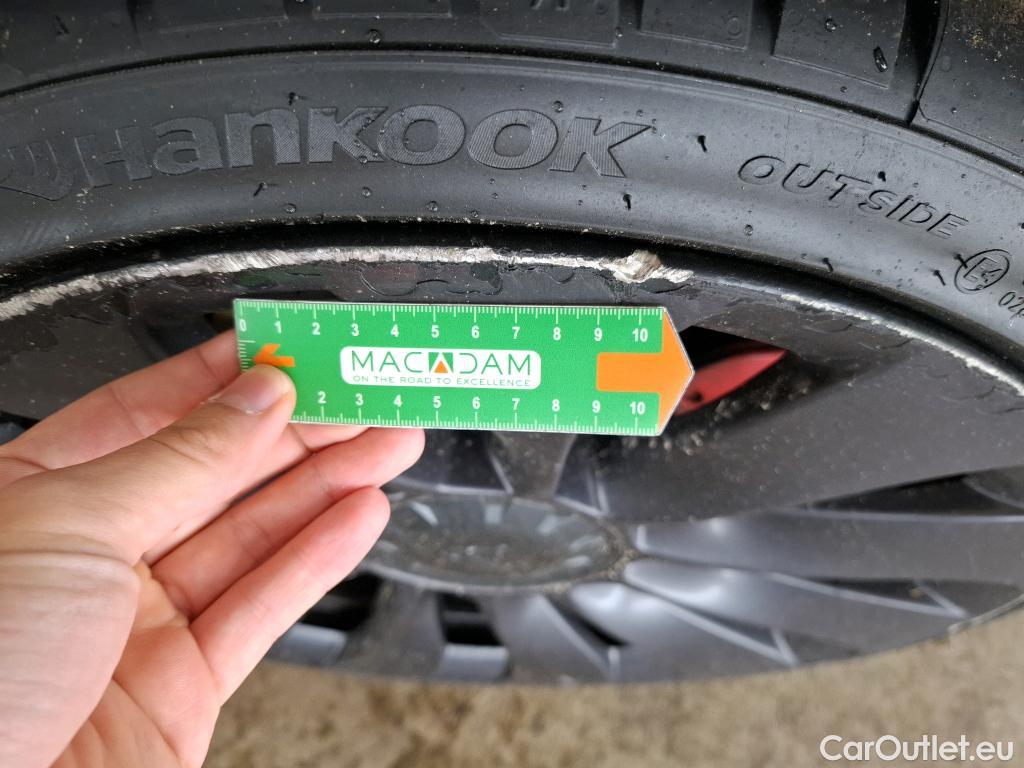 Hankook
OUTSIDE
E4
0 1 2 3 4 5 6 7 8 9 10
MACADAM
ON THE ROAD TO EXCELLENCE
2 3 4 5 6 7 8 9 10
CarOutlet.eu